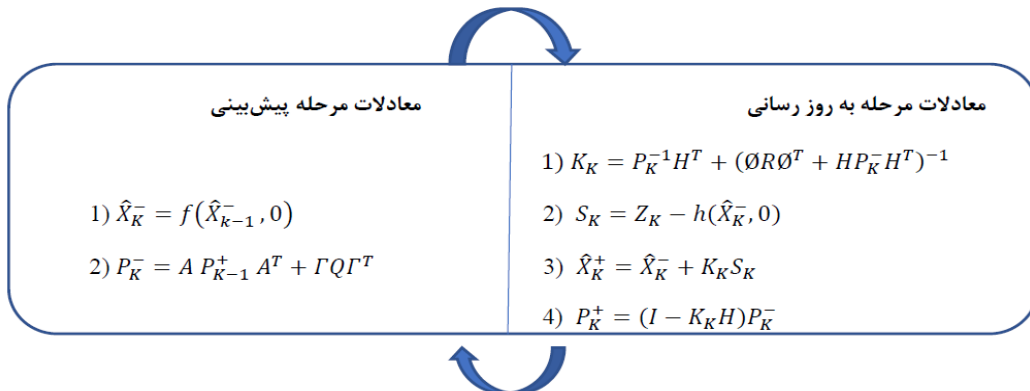 معادلات مرحله به روز رسانی
1) K_K = P_K^{-1}H^T + (ØRØ^T + HP_K^-H^T)^{-1}
2) S_K = Z_K − h(X̂_K^-, 0)
3) X̂_K^+ = X̂_K^- + K_K S_K
4) P_K^+ = (I − K_K H)P_K^-
معادلات مرحله پیش‌بینی
1) X̂_K^- = f(X̂_{k−1}^-, 0)
2) P_K^- = A P_{K−1}^+ A^T + ΓQΓ^T